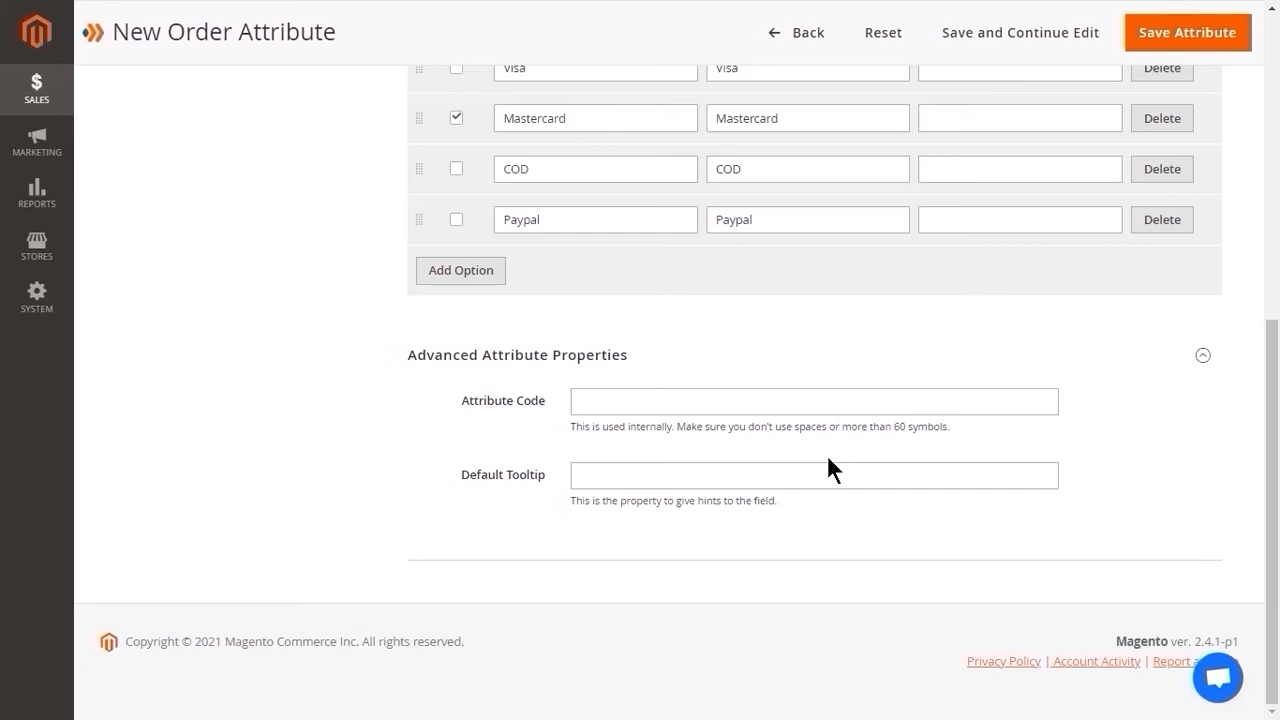 New Order Attribute
Back
Reset
Save and Continue Edit
Save Attribute
SALES
MARKETING
REPORTS
STORES
SYSTEM
Visa Visa Delete
Mastercard Mastercard Delete
COD COD Delete
Paypal Paypal Delete
Add Option
Advanced Attribute Properties
Attribute Code
This is used internally. Make sure you don't use spaces or more than 60 symbols.
Default Tooltip
This is the property to give hints to the field.
Copyright © 2021 Magento Commerce Inc. All rights reserved.
Magento ver. 2.4.1-p1
Privacy Policy | Account Activity | Report